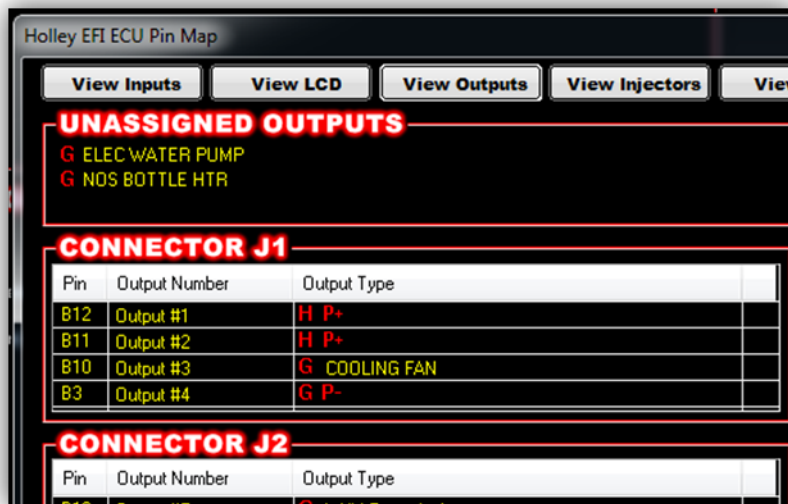 Holley EFI ECU Pin Map
View Inputs View LCD View Outputs View Injectors
UNASSIGNED OUTPUTS
G ELEC WATER PUMP
G NOS BOTTLE HTR
CONNECTOR J1
Pin Output Number Output Type
B12 Output #1 H P+
B11 Output #2 H P+
B10 Output #3 G COOLING FAN
B3 Output #4 G P-
CONNECTOR J2
Pin Output Number Output Type